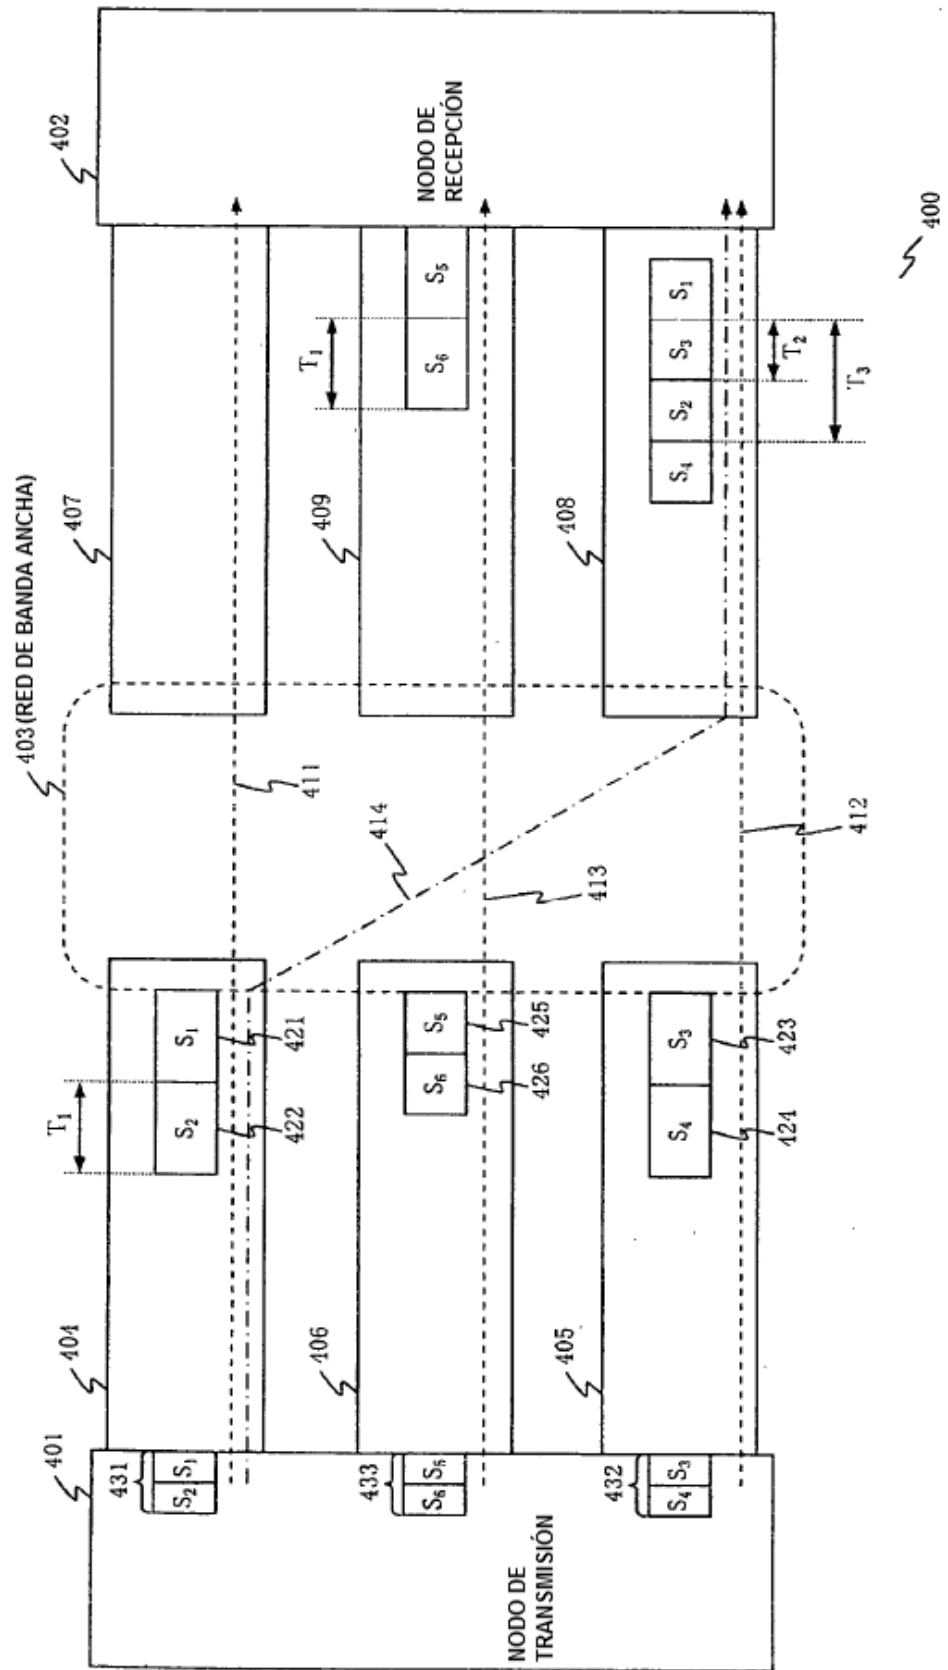 402
NODO DE
RECEPCIÓN
400
403 (RED DE BANDA ANCHA)
407
409
408
T₁
S₆
S₅
S₄
S₂
S₃
S₁
T₂
T₃
411
414
413
412
T₁
S₂
S₁
422
421
S₆
S₅
426
425
S₄
S₃
424
423
404
406
405
401
431
S₂
S₁
433
S₆
S₅
432
S₄
S₃
NODO DE
TRANSMISIÓN